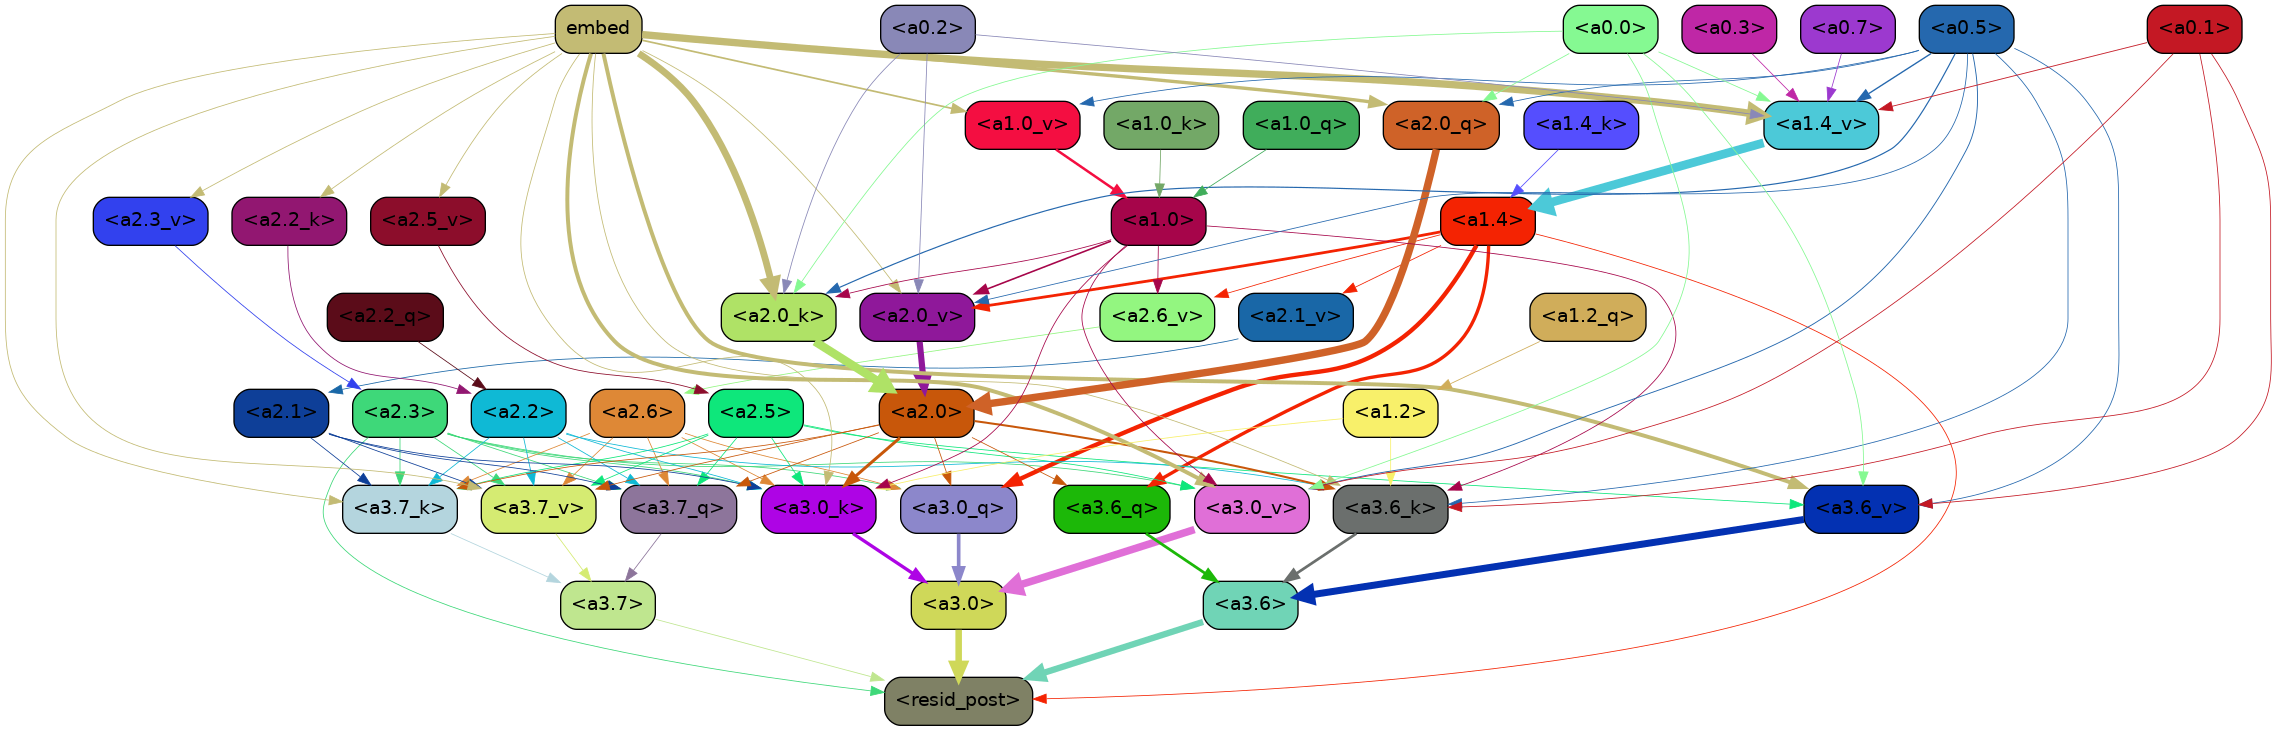 embed
<a0.2>
<a0.0>
<a0.3>
<a0.7>
<a0.5>
<a0.1>
<a1.0_v>
<a1.0_k>
<a1.0_q>
<a2.0_q>
<a1.4_k>
<a1.4_v>
<a2.3_v>
<a2.2_k>
<a2.5_v>
<a1.0>
<a1.4>
<a2.2_q>
<a2.0_k>
<a2.0_v>
<a2.6_v>
<a2.1_v>
<a1.2_q>
<a2.1>
<a2.3>
<a2.2>
<a2.6>
<a2.5>
<a2.0>
<a1.2>
<a3.7_k>
<a3.7_v>
<a3.7_q>
<a3.0_k>
<a3.0_q>
<a3.6_q>
<a3.0_v>
<a3.6_k>
<a3.6_v>
<a3.7>
<a3.0>
<a3.6>
<resid_post>